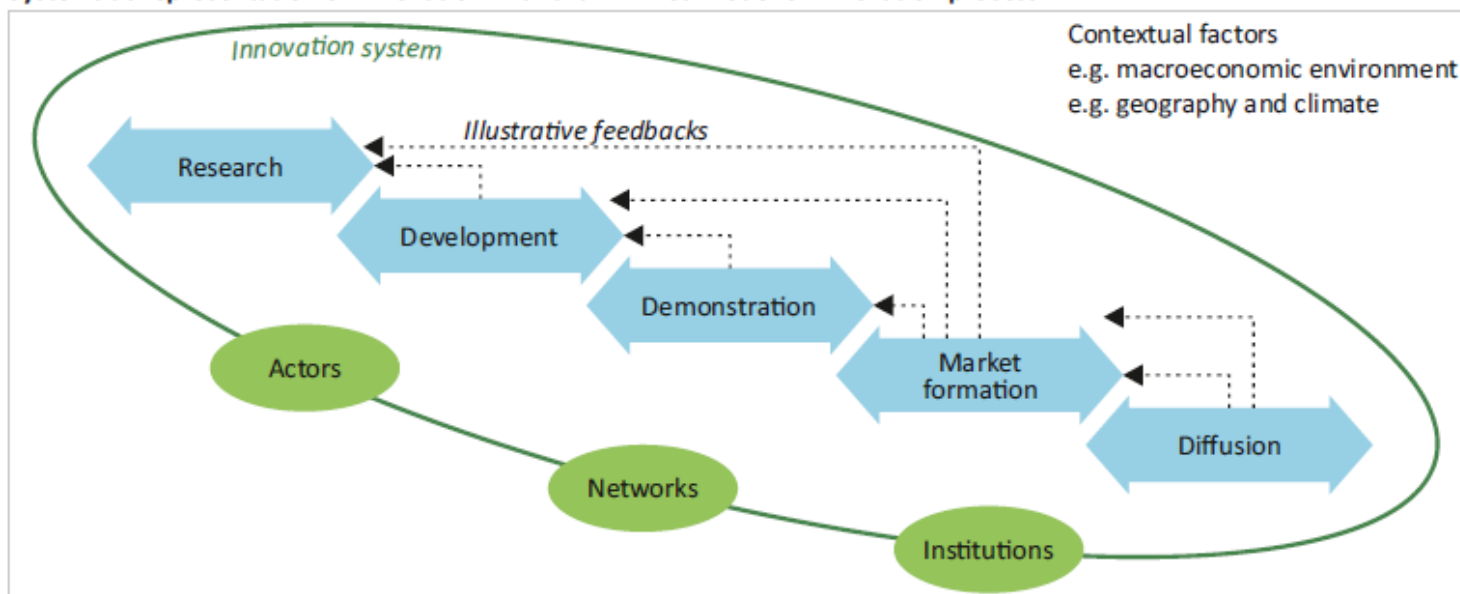 Innovation system
Contextual factors
e.g. macroeconomic environment
e.g. geography and climate
Illustrative feedbacks
Research
Development
Demonstration
Market
formation
Diffusion
Actors
Networks
Institutions